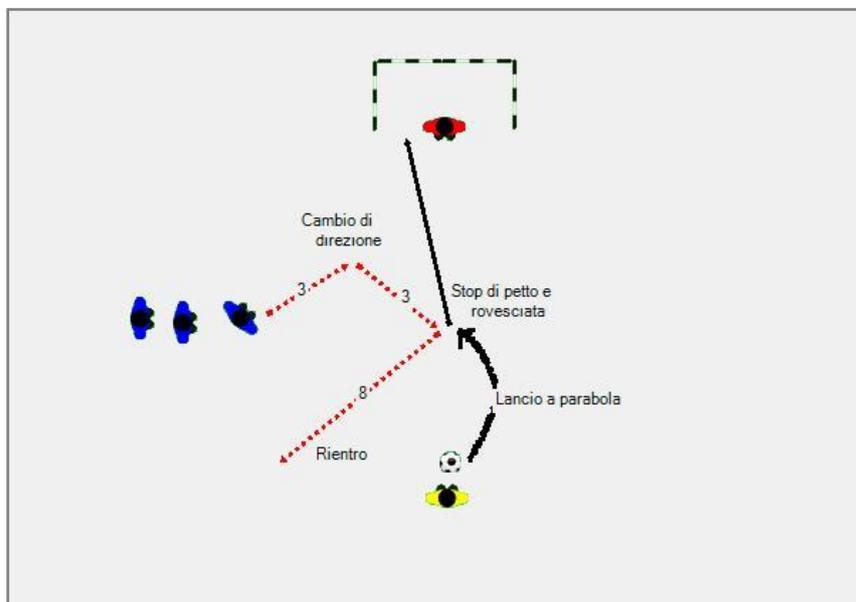 Cambio di
direzione
3
3
Stop di petto e
rovesciata
8
Lancio a parabola
Rientro